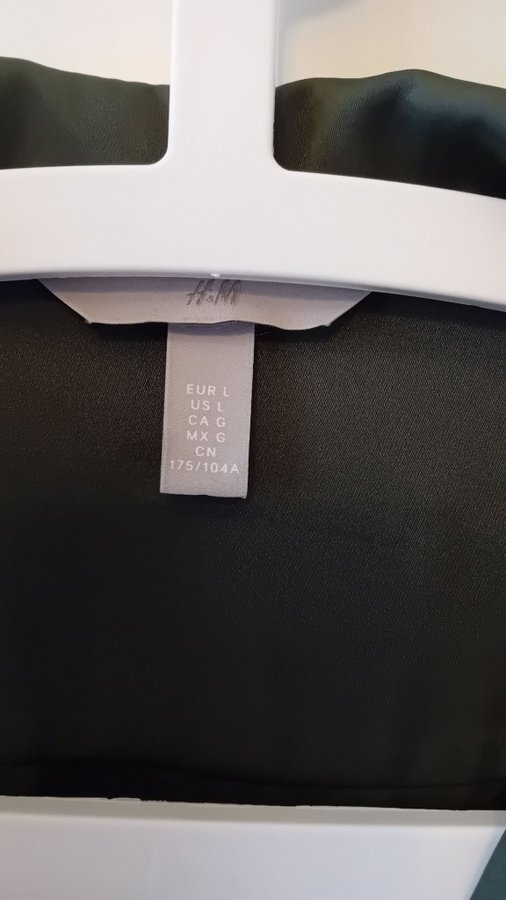 H&M
EUR L
US L
CA G
MX G
CN
175/104A